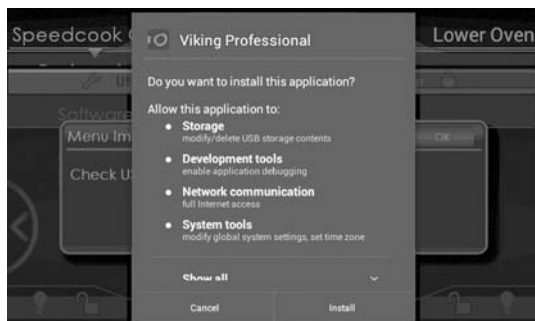 Speedcook
Lower Oven
Viking Professional
Do you want to install this application?
Software
Allow this application to:
Menu Im
OK
Storage
modify/delete USB storage contents
Check U
Development tools
enable application debugging
Network communication
full Internet access
System tools
modify global system settings, set time zone
Show all
Cancel
Install